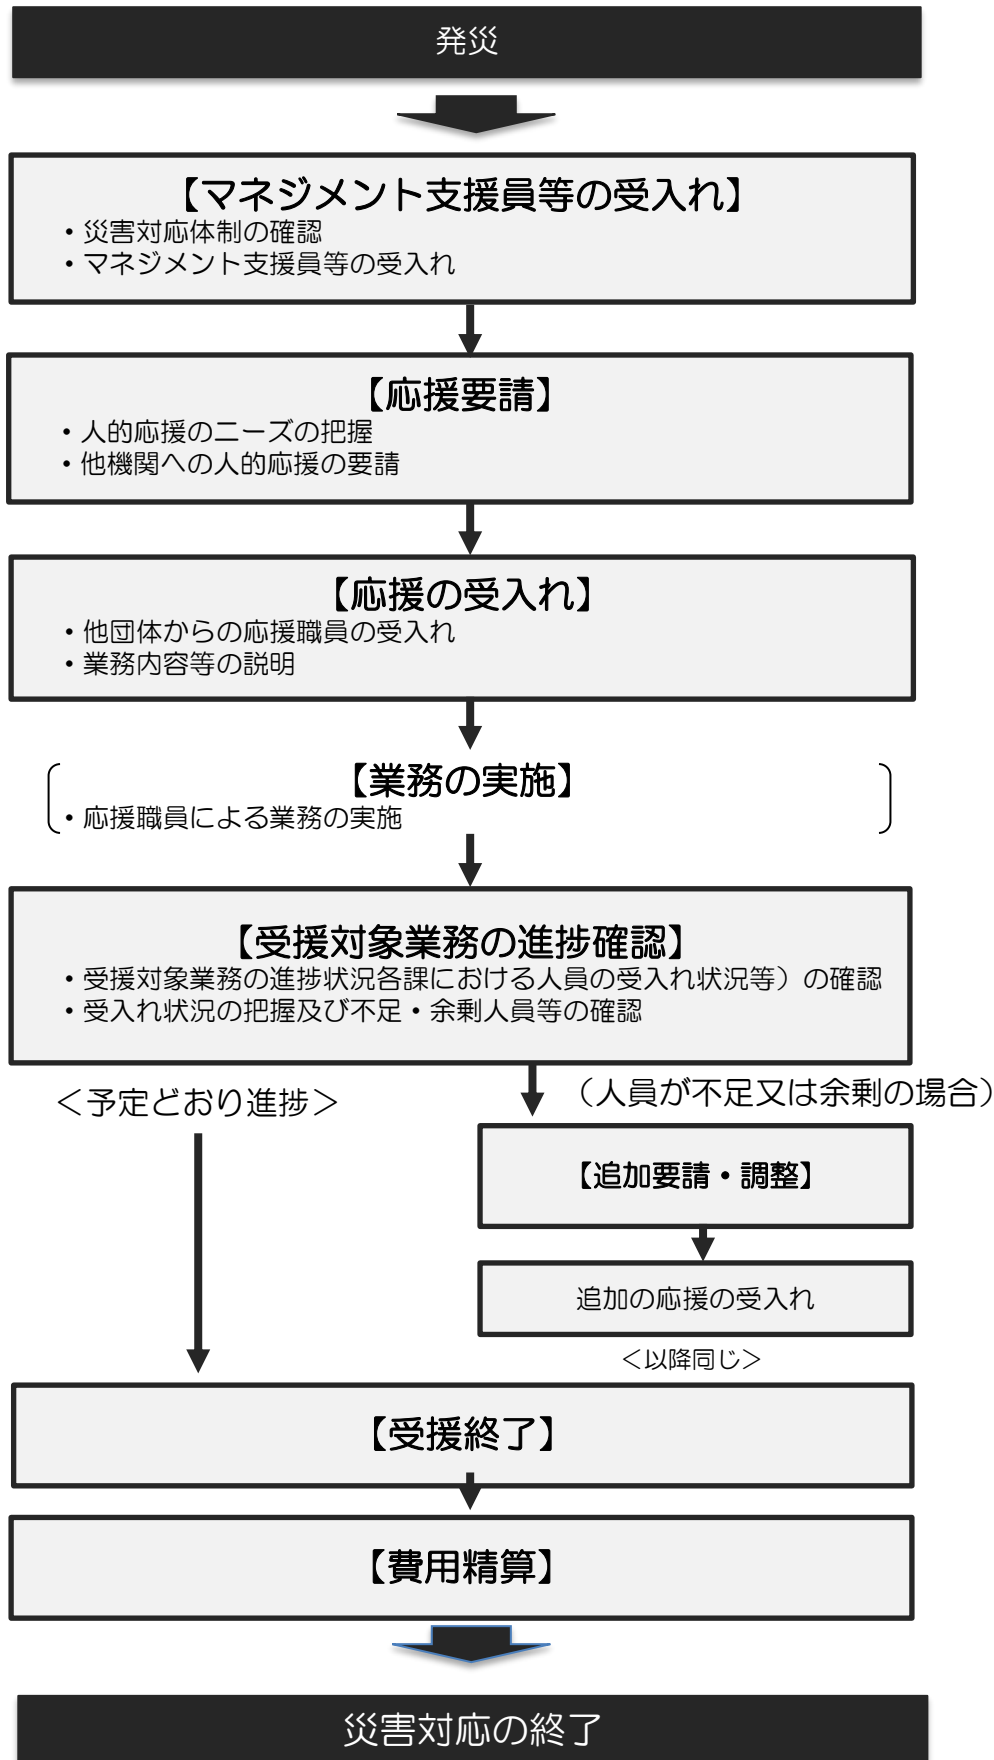 発災
【マネジメント支援員等の受入れ】
・災害対応体制の確認
・マネジメント支援員等の受入れ
【応援要請】
・人的応援のニーズの把握
・他機関への人的応援の要請
【応援の受入れ】
・他団体からの応援職員の受入れ
・業務内容等の説明
【業務の実施】
・応援職員による業務の実施
【受援対象業務の進捗確認】
・受援対象業務の進捗状況各課における人員の受入れ状況等）の確認
・受入れ状況の把握及び不足・余剰人員等の確認
＜予定どおり進捗＞
（人員が不足又は余剰の場合）
【追加要請・調整】
追加の応援の受入れ
＜以降同じ＞
【受援終了】
【費用精算】
災害対応の終了